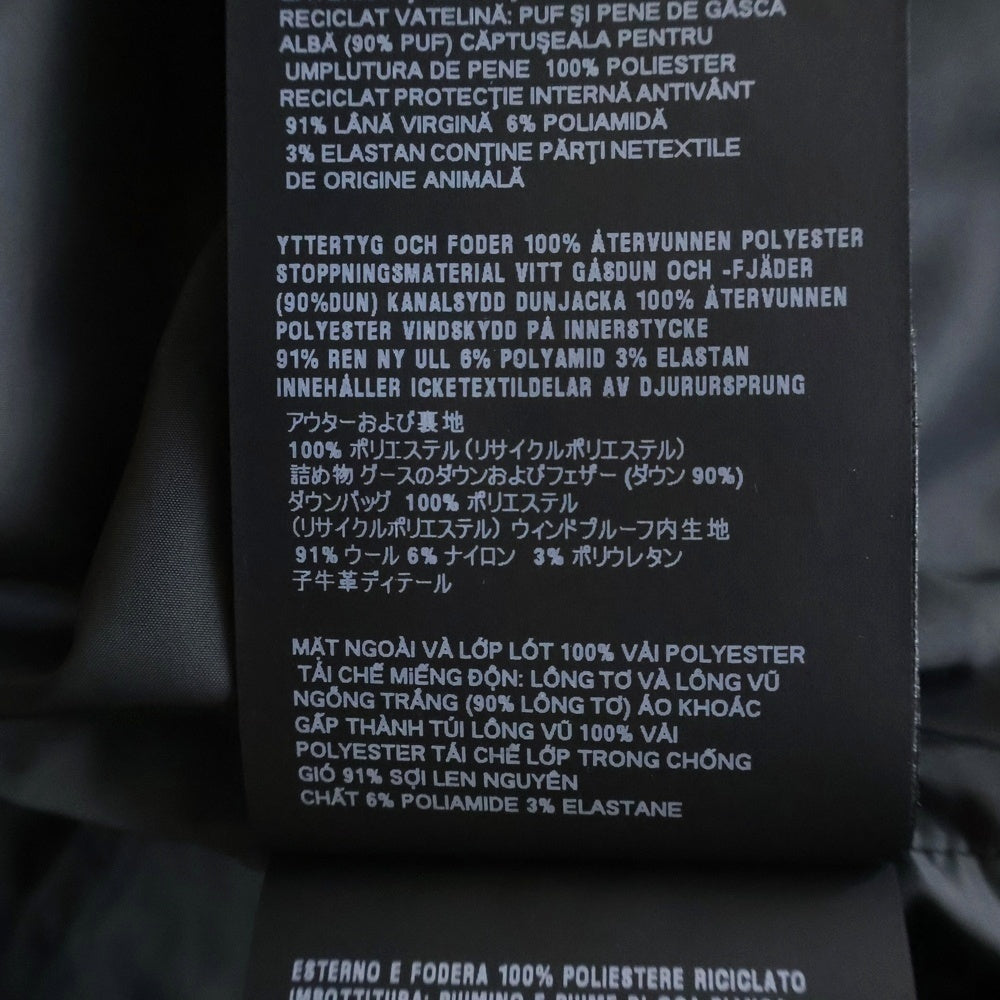 RECICLAT VATELINĂ: PUF ŞI PENE DE GÂSCĂ
ALBĂ (90% PUF) CĂPTUŞEALA PENTRU
UMPLUTURA DE PENE 100% POLIESTER
RECICLAT PROTECŢIE INTERNĂ ANTIVÂNT
91% LÂNĂ VIRGINĂ 6% POLIAMIDĂ
3% ELASTAN CONŢINE PĂRŢI NETEXTILE
DE ORIGINE ANIMALĂ
YTTERTYG OCH FODER 100% ÅTERVUNNEN POLYESTER
STOPPNINGSMATERIAL VITT GÅSDUN OCH -FJÄDER
(90%DUN) KANALSYDD DUNJACKA 100% ÅTERVUNNEN
POLYESTER VINDSKYDD PÅ INNERSTYCKE
91% REN NY ULL 6% POLYAMID 3% ELASTAN
INNEHÅLLER ICKETEXTILDELAR AV DJURURSPRUNG
アウターおよび裏地
100% ポリエステル（リサイクルポリエステル）
詰め物 グースのダウンおよびフェザー (ダウン 90%)
ダウンバッグ 100% ポリエステル
（リサイクルポリエステル）ウィンドプルーフ内生地
91% ウール 6% ナイロン 3% ポリウレタン
子牛革ディテール
MẶT NGOÀI VÀ LỚP LÓT 100% VẢI POLYESTER
TÁI CHẾ MIẾNG ĐỘN: LÔNG TƠ VÀ LÔNG VŨ
NGỖNG TRẮNG (90% LÔNG TƠ) ÁO KHOÁC
GẤP THÀNH TÚI LÔNG VŨ 100% VẢI
POLYESTER TÁI CHẾ LỚP TRONG CHỐNG
GIÓ 91% SỢI LEN NGUYÊN
CHẤT 6% POLIAMIDE 3% ELASTANE
ESTERNO E FODERA 100% POLIESTERE RICICLATO